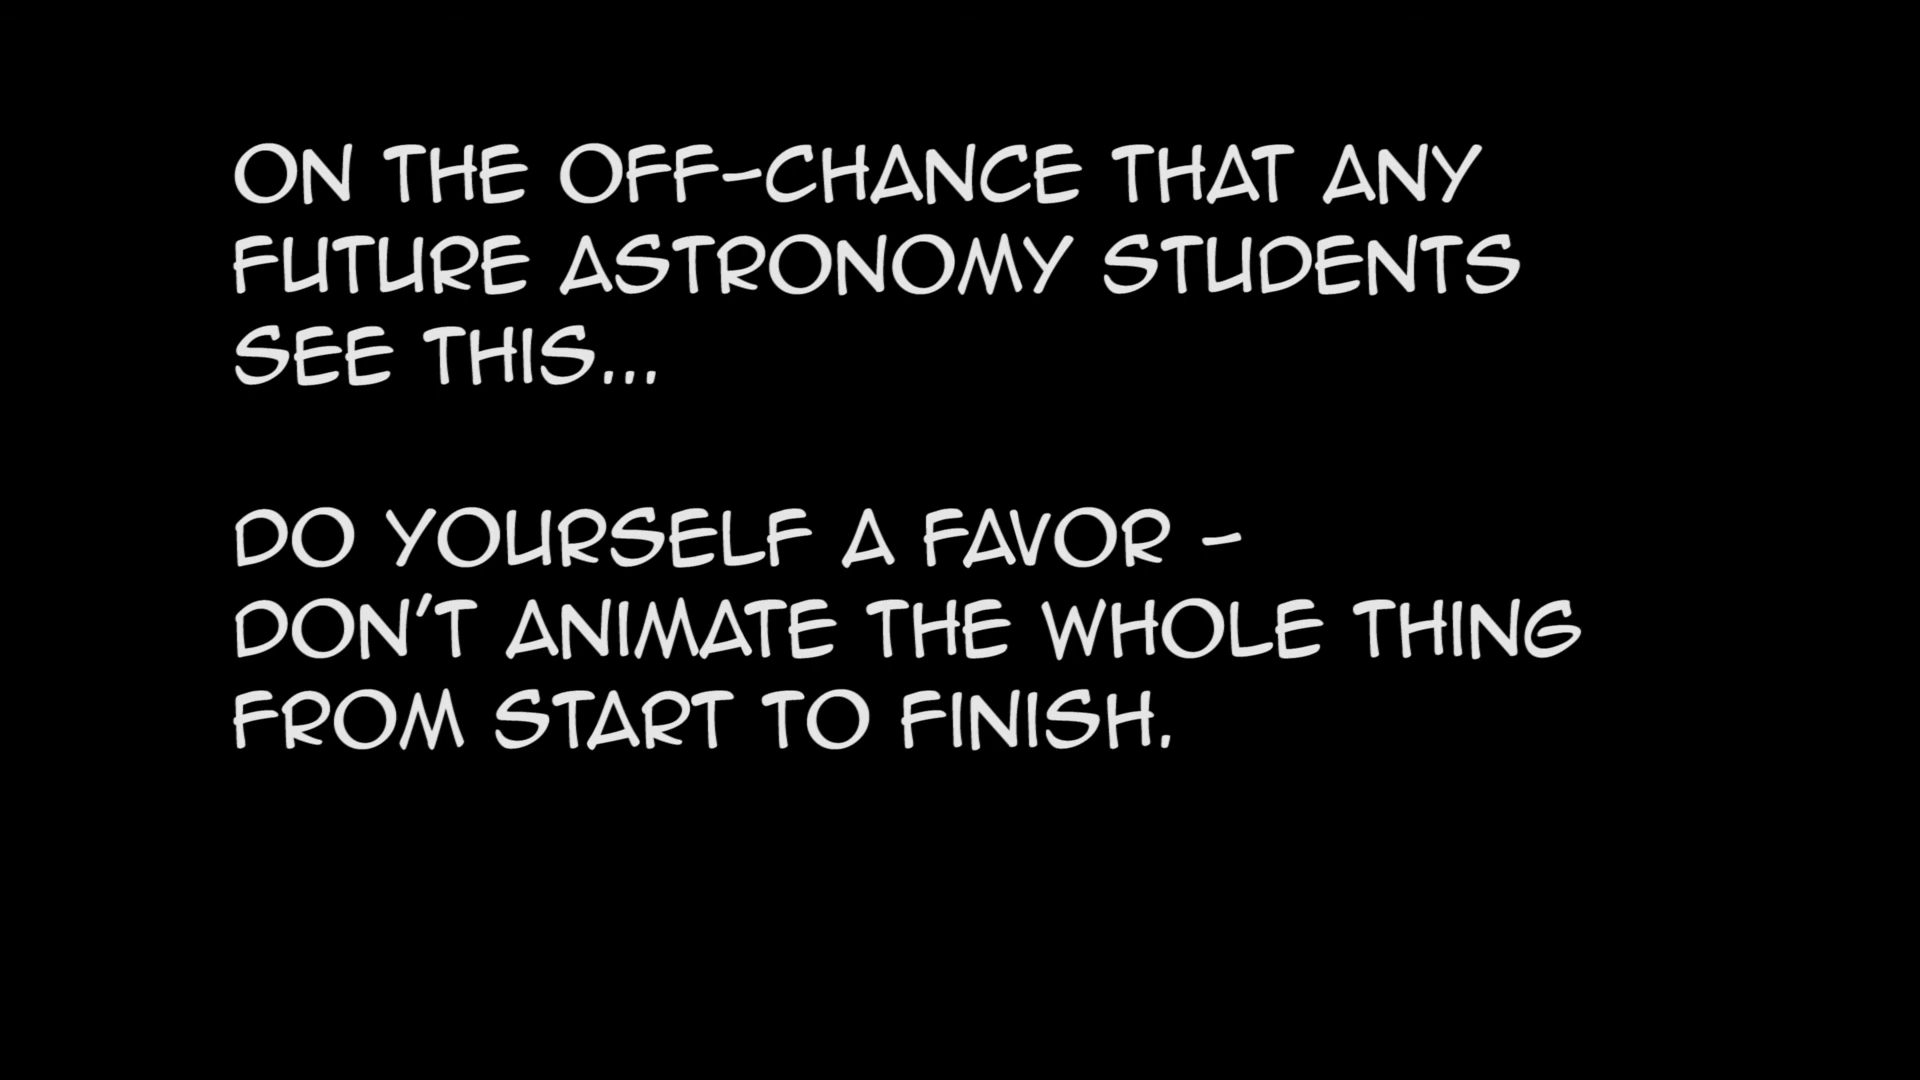 ON THE OFF-CHANCE THAT ANY
FUTURE ASTRONOMY STUDENTS
SEE THIS...
DO YOURSELF A FAVOR -
DON'T ANIMATE THE WHOLE THING
FROM START TO FINISH.